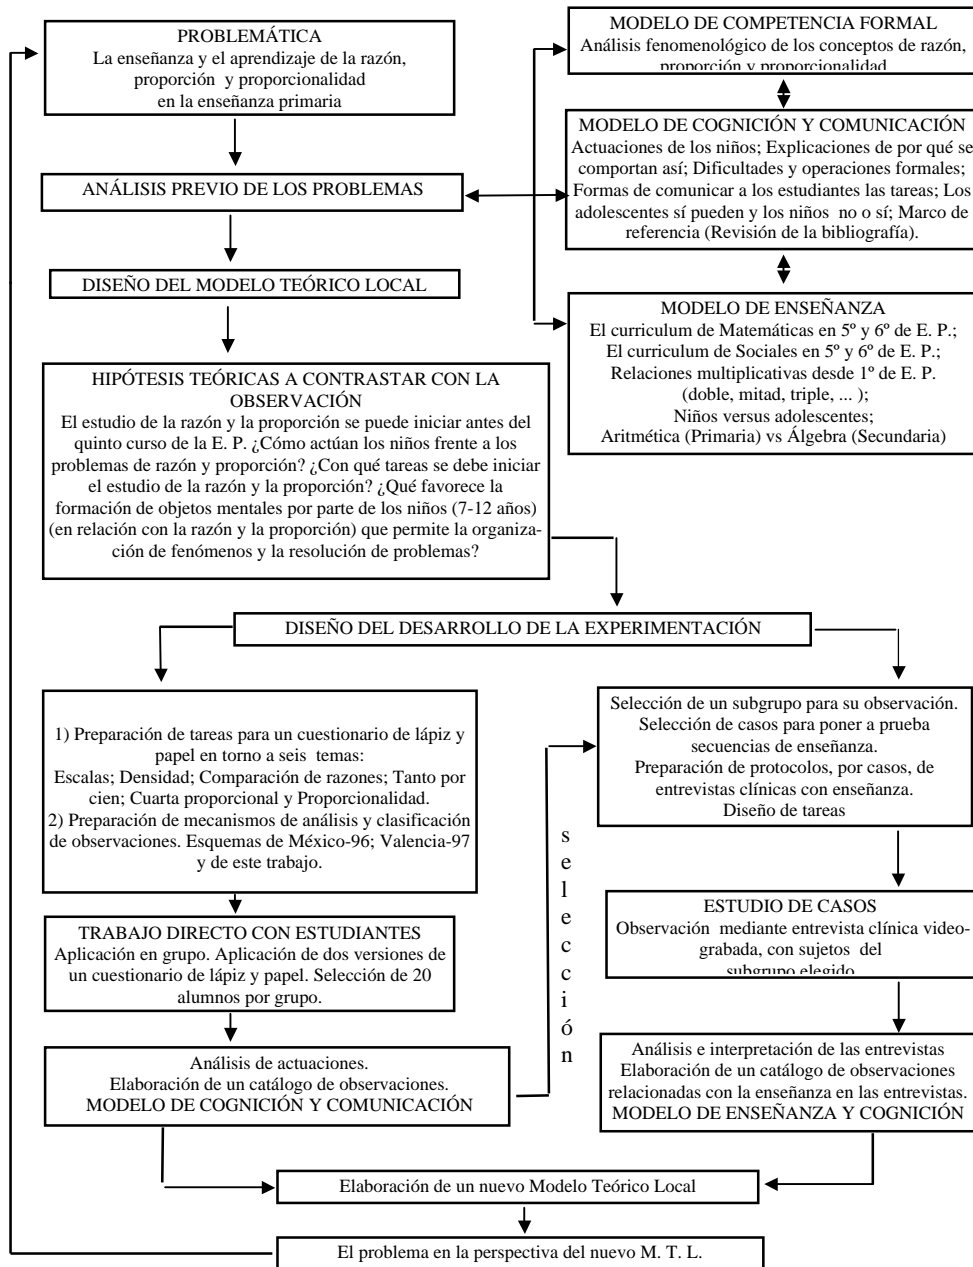 PROBLEMÁTICA
La enseñanza y el aprendizaje de la razón,
proporción y proporcionalidad
en la enseñanza primaria
ANÁLISIS PREVIO DE LOS PROBLEMAS
DISEÑO DEL MODELO TEÓRICO LOCAL
MODELO DE COMPETENCIA FORMAL
Análisis fenomenológico de los conceptos de razón,
proporción y proporcionalidad
MODELO DE COGNICIÓN Y COMUNICACIÓN
Actuaciones de los niños; Explicaciones de por qué se
comportan así; Dificultades y operaciones formales;
Formas de comunicar a los estudiantes las tareas; Los
adolescentes sí pueden y los niños no o sí; Marco de
referencia (Revisión de la bibliografía).
MODELO DE ENSEÑANZA
El curriculum de Matemáticas en 5º y 6º de E. P.;
El curriculum de Sociales en 5º y 6º de E. P.;
Relaciones multiplicativas desde 1º de E. P.
(doble, mitad, triple, ... );
Niños versus adolescentes;
Aritmética (Primaria) vs Álgebra (Secundaria)
HIPÓTESIS TEÓRICAS A CONTRASTAR CON LA
OBSERVACIÓN
El estudio de la razón y la proporción se puede iniciar antes del
quinto curso de la E. P. ¿Cómo actúan los niños frente a los
problemas de razón y proporción? ¿Con qué tareas se debe iniciar
el estudio de la razón y la proporción? ¿Qué favorece la
formación de objetos mentales por parte de los niños (7-12 años)
(en relación con la razón y la proporción) que permite la organiza-
ción de fenómenos y la resolución de problemas?
DISEÑO DEL DESARROLLO DE LA EXPERIMENTACIÓN
1) Preparación de tareas para un cuestionario de lápiz y
papel en torno a seis temas:
Escalas; Densidad; Comparación de razones; Tanto por
cien; Cuarta proporcional y Proporcionalidad.
2) Preparación de mecanismos de análisis y clasificación
de observaciones. Esquemas de México-96; Valencia-97
y de este trabajo.
TRABAJO DIRECTO CON ESTUDIANTES
Aplicación en grupo. Aplicación de dos versiones de
un cuestionario de lápiz y papel. Selección de 20
alumnos por grupo.
Análisis de actuaciones.
Elaboración de un catálogo de observaciones.
MODELO DE COGNICIÓN Y COMUNICACIÓN
selección
Selección de un subgrupo para su observación.
Selección de casos para poner a prueba
secuencias de enseñanza.
Preparación de protocolos, por casos, de
entrevistas clínicas con enseñanza.
Diseño de tareas
ESTUDIO DE CASOS
Observación mediante entrevista clínica video-
grabada, con sujetos del
subgrupo elegido
Análisis e interpretación de las entrevistas
Elaboración de un catálogo de observaciones
relacionadas con la enseñanza en las entrevistas.
MODELO DE ENSEÑANZA Y COGNICIÓN
Elaboración de un nuevo Modelo Teórico Local
El problema en la perspectiva del nuevo M. T. L.